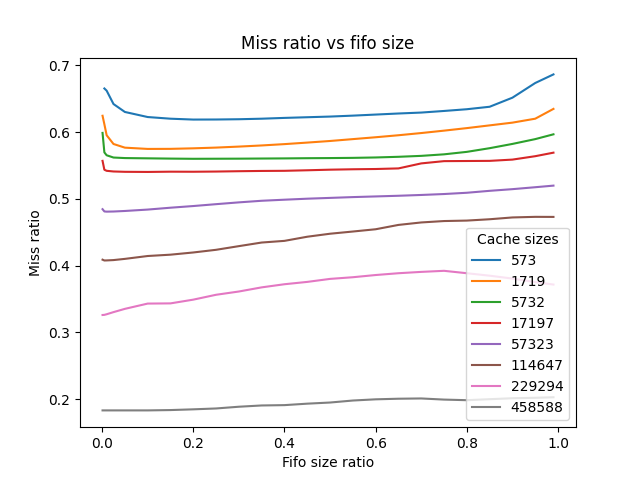 Miss ratio vs fifo size
Miss ratio
0.7
0.6
0.5
0.4
0.3
0.2
Cache sizes
573
1719
5732
17197
57323
114647
229294
458588
0.0 0.2 0.4 0.6 0.8 1.0
Fifo size ratio